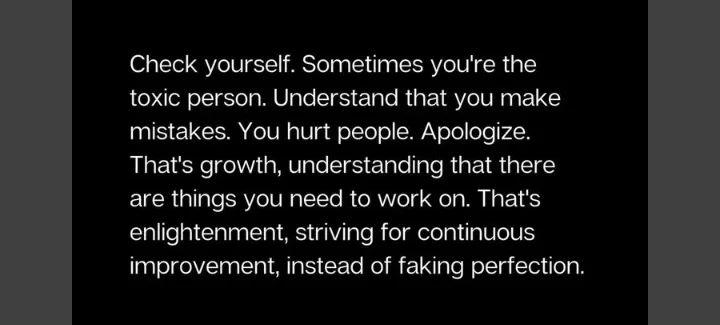 Check yourself. Sometimes you're the
toxic person. Understand that you make
mistakes. You hurt people. Apologize.
That's growth, understanding that there
are things you need to work on. That's
enlightenment, striving for continuous
improvement, instead of faking perfection.